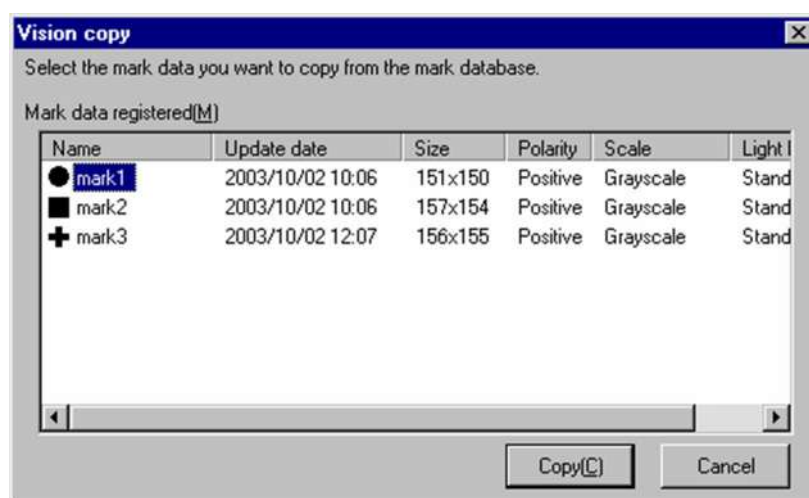 Vision copy
Select the mark data you want to copy from the mark database.
Mark data registered(M)
Name Update date Size Polarity Scale Light
mark1 2003/10/02 10:06 151x150 Positive Grayscale Stand
mark2 2003/10/02 10:06 157x154 Positive Grayscale Stand
mark3 2003/10/02 12:07 156x155 Positive Grayscale Stand
Copy(C) Cancel